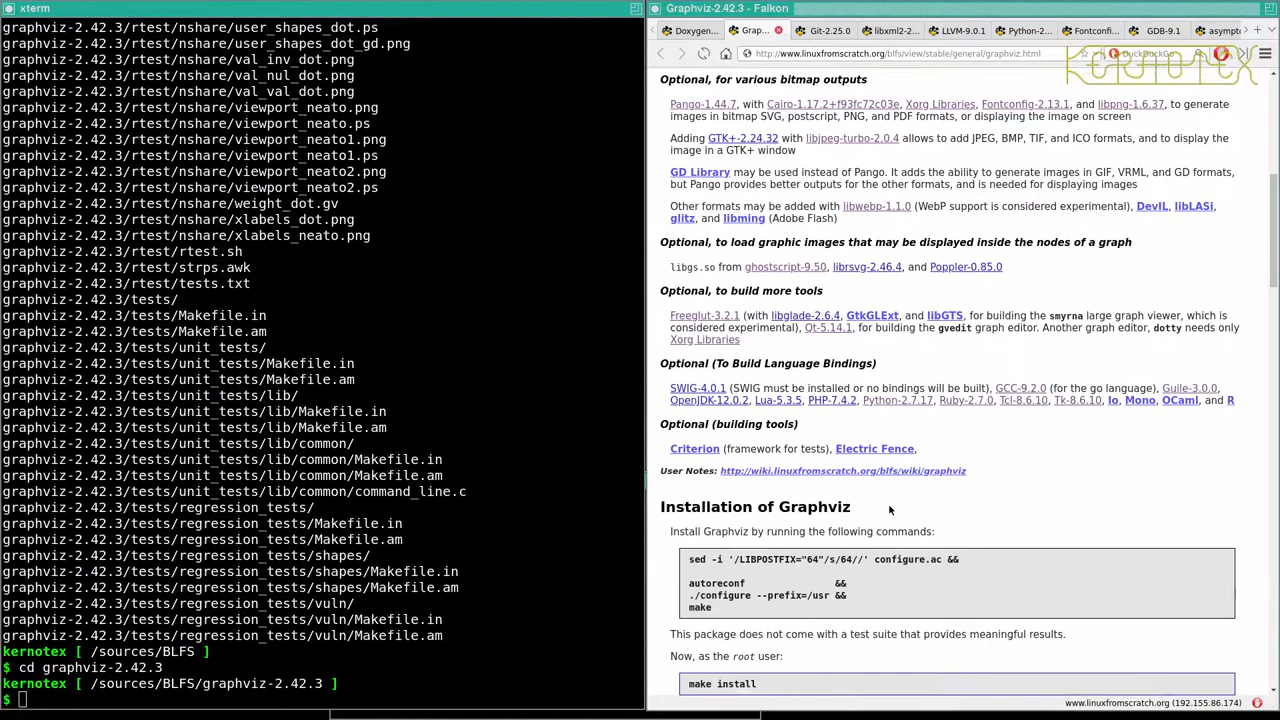 xterm
graphviz-2.42.3/rtest/nshare/user_shapes_dot.ps
graphviz-2.42.3/rtest/nshare/user_shapes_dot_gd.png
graphviz-2.42.3/rtest/nshare/val_inv_dot.png
graphviz-2.42.3/rtest/nshare/val_nul_dot.png
graphviz-2.42.3/rtest/nshare/val_val_dot.png
graphviz-2.42.3/rtest/nshare/viewport_neato.png
graphviz-2.42.3/rtest/nshare/viewport_neato.ps
graphviz-2.42.3/rtest/nshare/viewport_neato1.png
graphviz-2.42.3/rtest/nshare/viewport_neato1.ps
graphviz-2.42.3/rtest/nshare/viewport_neato2.png
graphviz-2.42.3/rtest/nshare/viewport_neato2.ps
graphviz-2.42.3/rtest/nshare/weight_dot.gv
graphviz-2.42.3/rtest/nshare/xlabels_dot.png
graphviz-2.42.3/rtest/nshare/xlabels_neato.png
graphviz-2.42.3/rtest/rtest.sh
graphviz-2.42.3/rtest/strps.awk
graphviz-2.42.3/rtest/tests.txt
graphviz-2.42.3/tests/
graphviz-2.42.3/tests/Makefile.in
graphviz-2.42.3/tests/Makefile.am
graphviz-2.42.3/tests/unit_tests/
graphviz-2.42.3/tests/unit_tests/Makefile.in
graphviz-2.42.3/tests/unit_tests/Makefile.am
graphviz-2.42.3/tests/unit_tests/lib/
graphviz-2.42.3/tests/unit_tests/lib/Makefile.in
graphviz-2.42.3/tests/unit_tests/lib/Makefile.am
graphviz-2.42.3/tests/unit_tests/lib/common/
graphviz-2.42.3/tests/unit_tests/lib/common/Makefile.in
graphviz-2.42.3/tests/unit_tests/lib/common/Makefile.am
graphviz-2.42.3/tests/unit_tests/lib/common/command_line.c
graphviz-2.42.3/tests/regression_tests/
graphviz-2.42.3/tests/regression_tests/Makefile.in
graphviz-2.42.3/tests/regression_tests/Makefile.am
graphviz-2.42.3/tests/regression_tests/shapes/
graphviz-2.42.3/tests/regression_tests/shapes/Makefile.in
graphviz-2.42.3/tests/regression_tests/shapes/Makefile.am
graphviz-2.42.3/tests/regression_tests/vuln/
graphviz-2.42.3/tests/regression_tests/vuln/Makefile.in
graphviz-2.42.3/tests/regression_tests/vuln/Makefile.am
kernotex [ /sources/BLFS ]
$ cd graphviz-2.42.3
kernotex [ /sources/BLFS/graphviz-2.42.3 ]
$
Graphviz-2.42.3 - Falkon
Doxygen... Grap... Git-2.25.0 libxml2-... LLVM-9.0.1 Python-2... Fontconfi... GDB-9.1 asympto
http://www.linuxfromscratch.org/blfs/view/stable/general/graphviz.html DuckDuckGo
KERNOTEX
Optional, for various bitmap outputs
Pango-1.44.7, with Cairo-1.17.2+f93fc72c03e, Xorg Libraries, Fontconfig-2.13.1, and libpng-1.6.37, to generate
images in bitmap SVG, postscript, PNG, and PDF formats, or displaying the image on screen
Adding GTK+-2.24.32 with libjpeg-turbo-2.0.4 allows to add JPEG, BMP, TIF, and ICO formats, and to display the
image in a GTK+ window
GD Library may be used instead of Pango. It adds the ability to generate images in GIF, VRML, and GD formats,
but Pango provides better outputs for the other formats, and is needed for displaying images
Other formats may be added with libwebp-1.1.0 (WebP support is considered experimental), DevIL, libLASi,
glitz, and libming (Adobe Flash)
Optional, to load graphic images that may be displayed inside the nodes of a graph
libgs.so from ghostscript-9.50, librsvg-2.46.4, and Poppler-0.85.0
Optional, to build more tools
Freeglut-3.2.1 (with libglade-2.6.4, GtkGLExt, and libGTS, for building the smyrna large graph viewer, which is
considered experimental), Qt-5.14.1, for building the gvedit graph editor. Another graph editor, dotty needs only
Xorg Libraries
Optional (To Build Language Bindings)
SWIG-4.0.1 (SWIG must be installed or no bindings will be built), GCC-9.2.0 (for the go language), Guile-3.0.0,
OpenJDK-12.0.2, Lua-5.3.5, PHP-7.4.2, Python-2.7.17, Ruby-2.7.0, Tcl-8.6.10, Tk-8.6.10, Io, Mono, OCaml, and R
Optional (building tools)
Criterion (framework for tests), Electric Fence,
User Notes: http://wiki.linuxfromscratch.org/blfs/wiki/graphviz
Installation of Graphviz
Install Graphviz by running the following commands:
sed -i '/LIBPOSTFIX="64"/s/64//' configure.ac &&
autoreconf &&
./configure --prefix=/usr &&
make
This package does not come with a test suite that provides meaningful results.
Now, as the root user:
make install
www.linuxfromscratch.org (192.155.86.174)